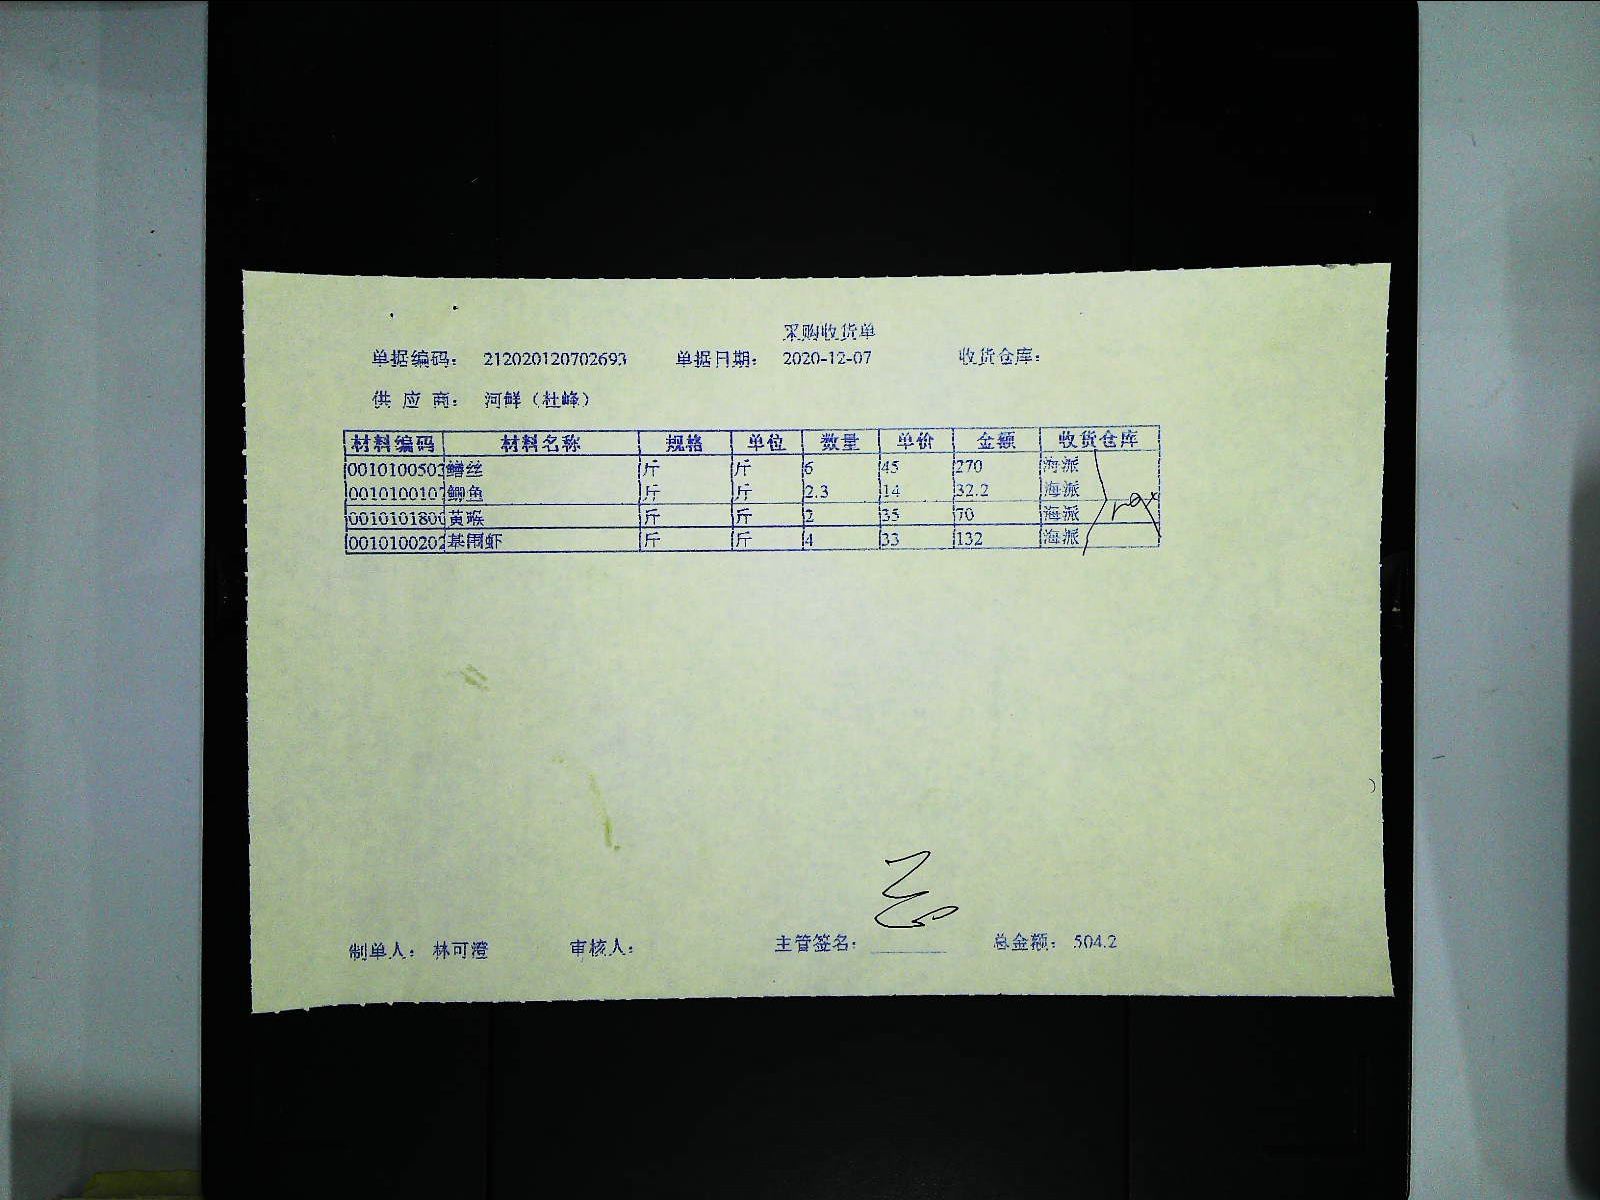 采购收货单
单据编码： 212020120702693 单据日期： 2020-12-07 收货仓库：
供 应 商： 河鲜（杜峰）
材料编码 材料名称 规格 单位 数量 单价 金额 收货仓库
0010100503 鳝丝 斤 斤 6 45 270 海派
0010100107 鲫鱼 斤 斤 2.3 14 32.2 海派
0010101800 黄喉 斤 斤 2 35 70 海派
0010100202 基围虾 斤 斤 4 33 132 海派
制单人： 林可澄 审核人： 主管签名： 总金额： 504.2